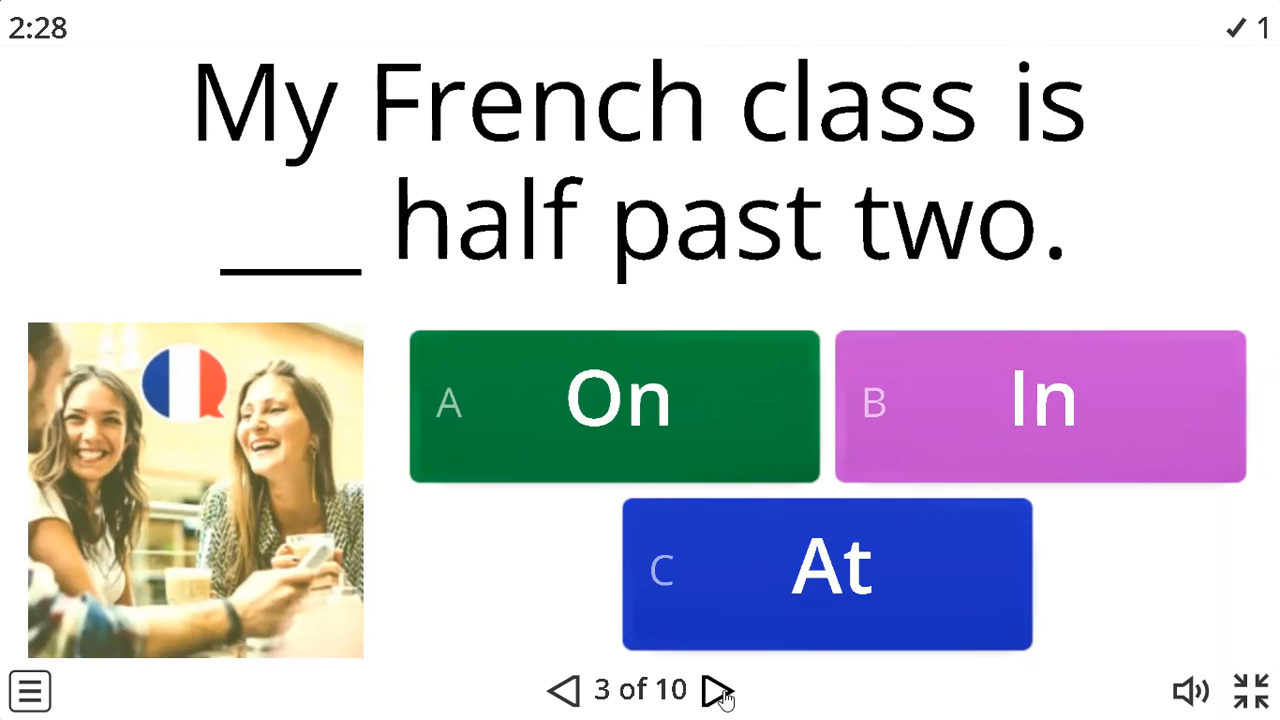 2:28
✓ 1
My French class is
___ half past two.
A On
B In
C At
3 of 10